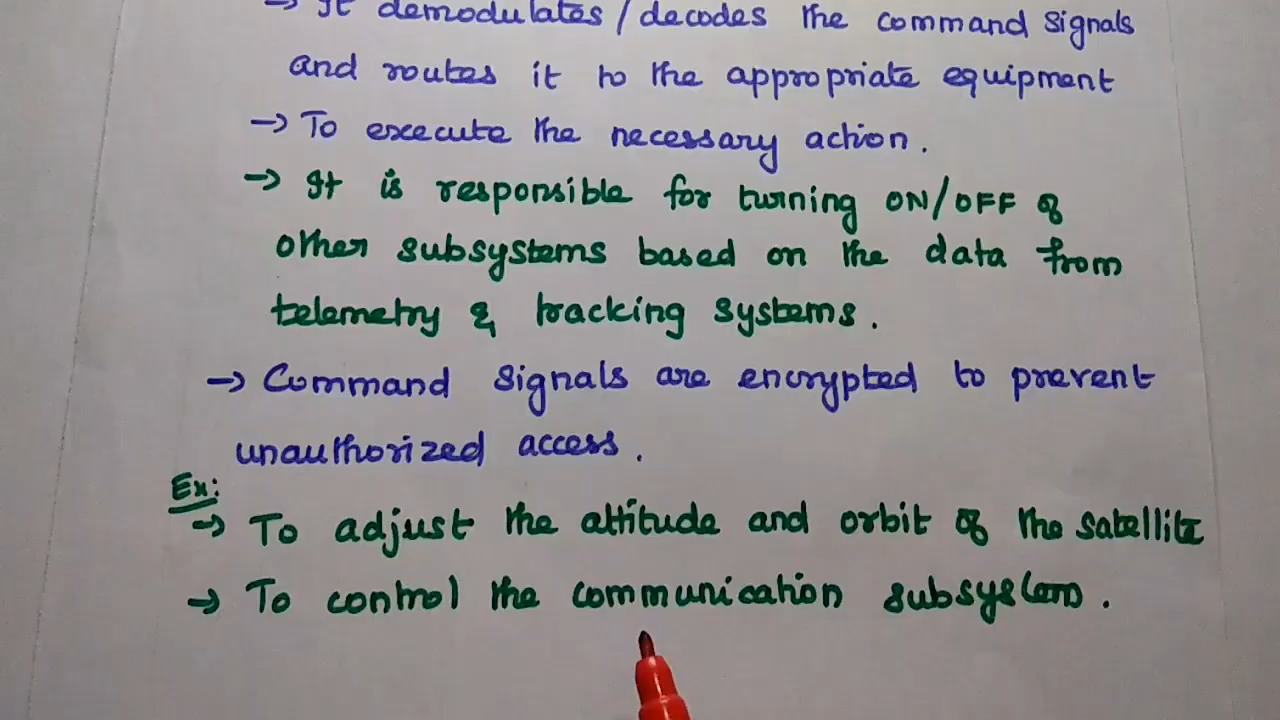 → It demodulates/decodes the command signals
and routes it to the appropriate equipment
→ To execute the necessary action.
→ It is responsible for turning ON/OFF of
other subsystems based on the data from
telemetry & tracking systems.
→ Command signals are encrypted to prevent
unauthorized access.
Ex:
→ To adjust the attitude and orbit of the satellite
→ To control the communication subsystem.